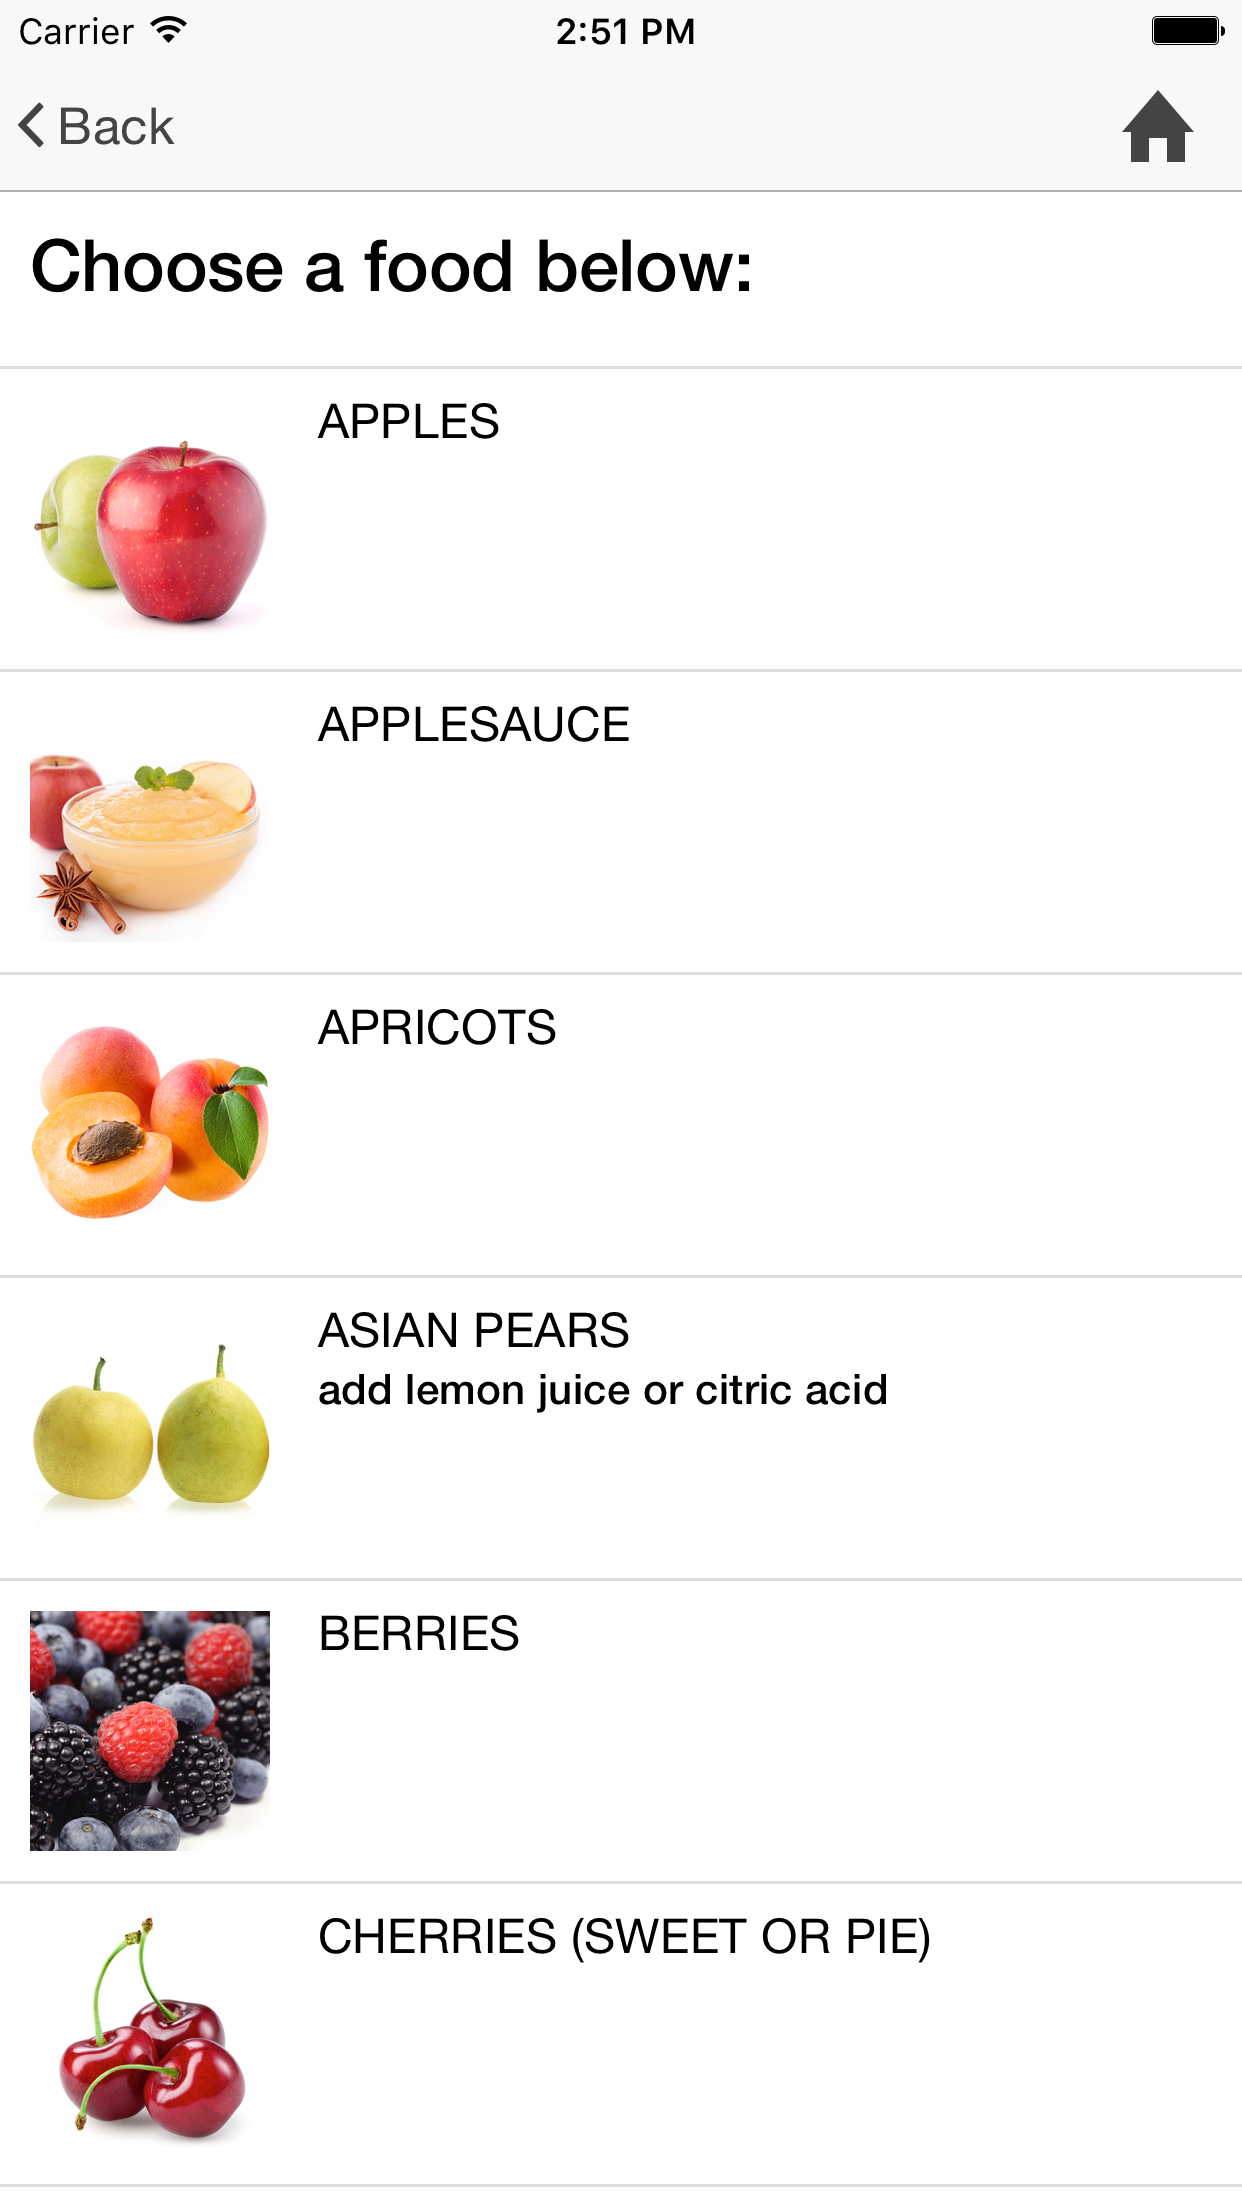 Carrier 2:51 PM
Back
Choose a food below:
APPLES
APPLESAUCE
APRICOTS
ASIAN PEARS
add lemon juice or citric acid
BERRIES
CHERRIES (SWEET OR PIE)